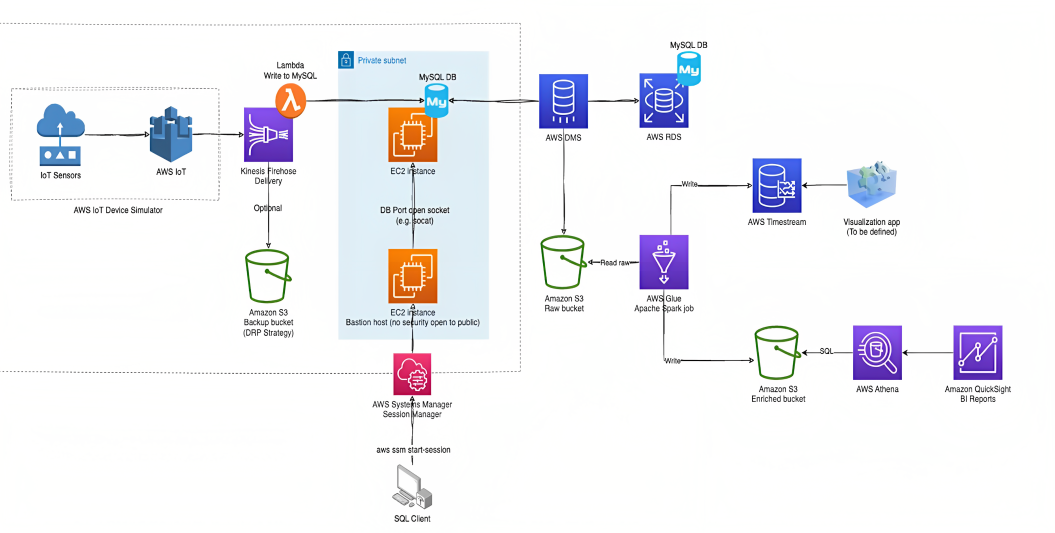 Lambda
Write to MySQL
Private subnet
MySQL DB
My
MySQL DB
My
IoT Sensors
AWS IoT
AWS IoT Device Simulator
Kinesis Firehose
Delivery
Optional
Amazon S3
Backup bucket
(DRP Strategy)
EC2 instance
DB Port open socket
(e.g. socat)
EC2 instance
Bastion host (no security open to public)
AWS Systems Manager
Session Manager
aws ssm start-session
SQL Client
AWS DMS
AWS RDS
Amazon S3
Raw bucket
Read raw
AWS Glue
Apache Spark job
Write
AWS Timestream
Visualization app
(To be defined)
Write
Amazon S3
Enriched bucket
SQL
AWS Athena
Amazon QuickSight
BI Reports